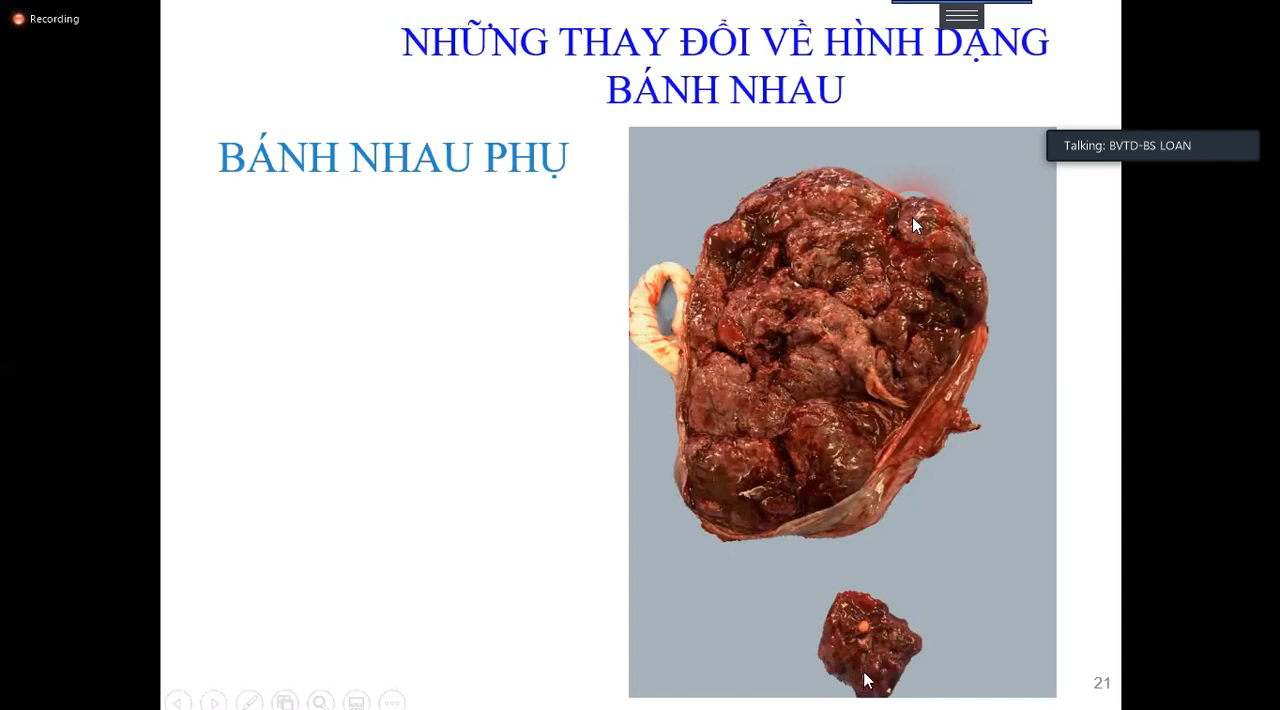 Recording
NHỮNG THAY ĐỔI VỀ HÌNH DẠNG
BÁNH NHAU
BÁNH NHAU PHỤ
Talking: BVTD-BS LOAN
21